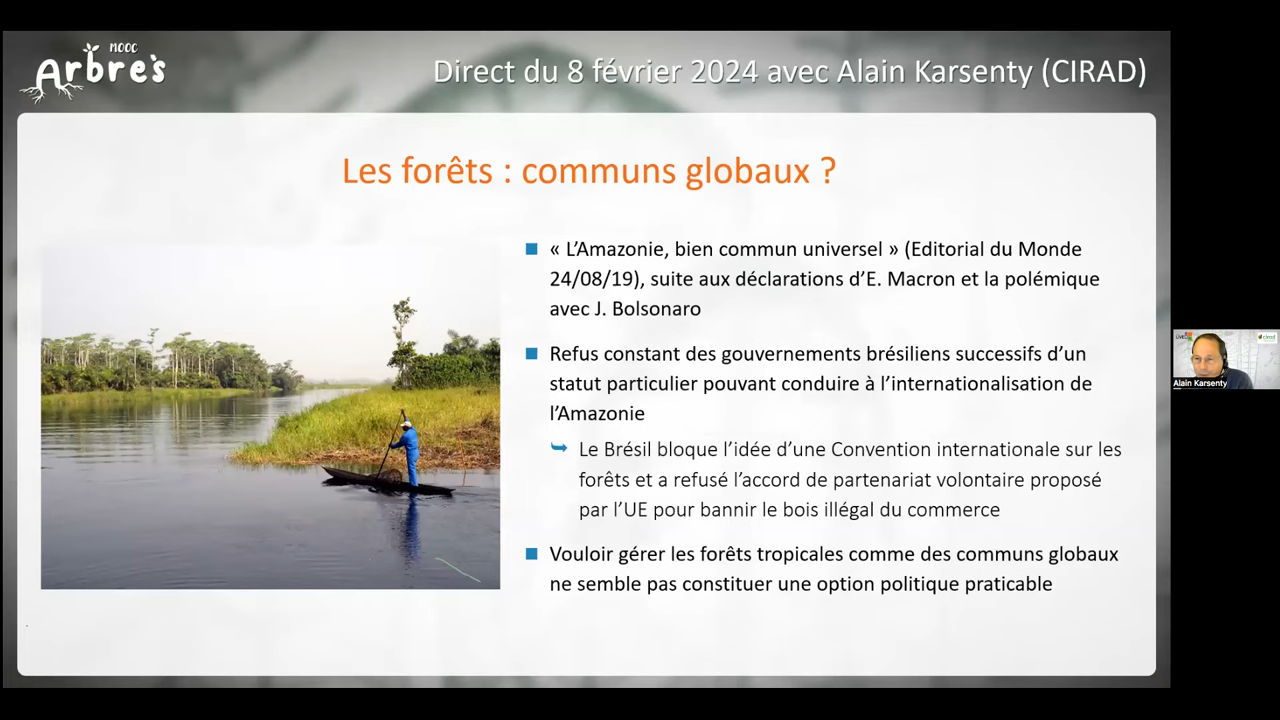 MOOC
Arbre's
Direct du 8 février 2024 avec Alain Karsenty (CIRAD)
Les forêts : communs globaux ?
« L’Amazonie, bien commun universel » (Editorial du Monde
24/08/19), suite aux déclarations d’E. Macron et la polémique
avec J. Bolsonaro
Refus constant des gouvernements brésiliens successifs d’un
statut particulier pouvant conduire à l’internationalisation de
l’Amazonie
Le Brésil bloque l’idée d’une Convention internationale sur les
forêts et a refusé l’accord de partenariat volontaire proposé
par l’UE pour bannir le bois illégal du commerce
Vouloir gérer les forêts tropicales comme des communs globaux
ne semble pas constituer une option politique praticable
cirad
Alain Karsenty